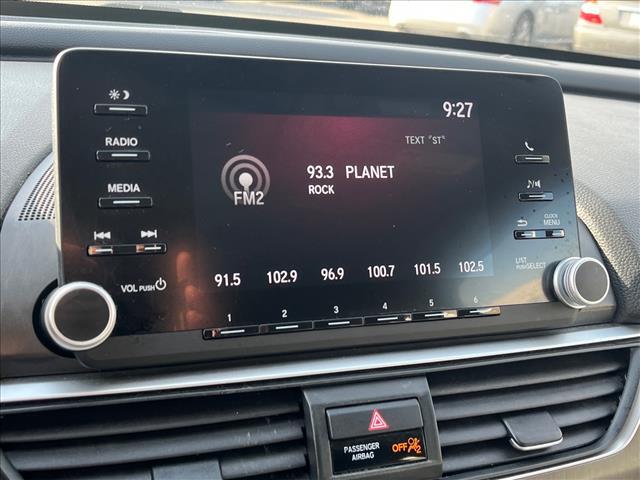 9:27
RADIO
TEXT "ST"
93.3 PLANET
ROCK
FM2
MEDIA
CLOCK
MENU
VOL PUSH
LIST
PUSH SELECT
91.5 102.9 96.9 100.7 101.5 102.5
1 2 3 4 5 6
PASSENGER
AIRBAG
OFF
2